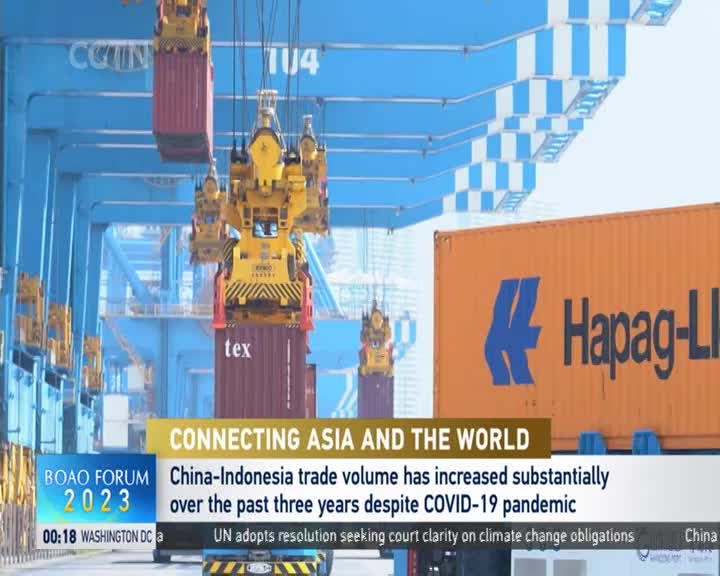 CGTN
TU4
tex
Hapag-Ll
CONNECTING ASIA AND THE WORLD
BOAO FORUM
2023
China-Indonesia trade volume has increased substantially
over the past three years despite COVID-19 pandemic
00:18 WASHINGTON DC
a UN adopts resolution seeking court clarity on climate change obligations China